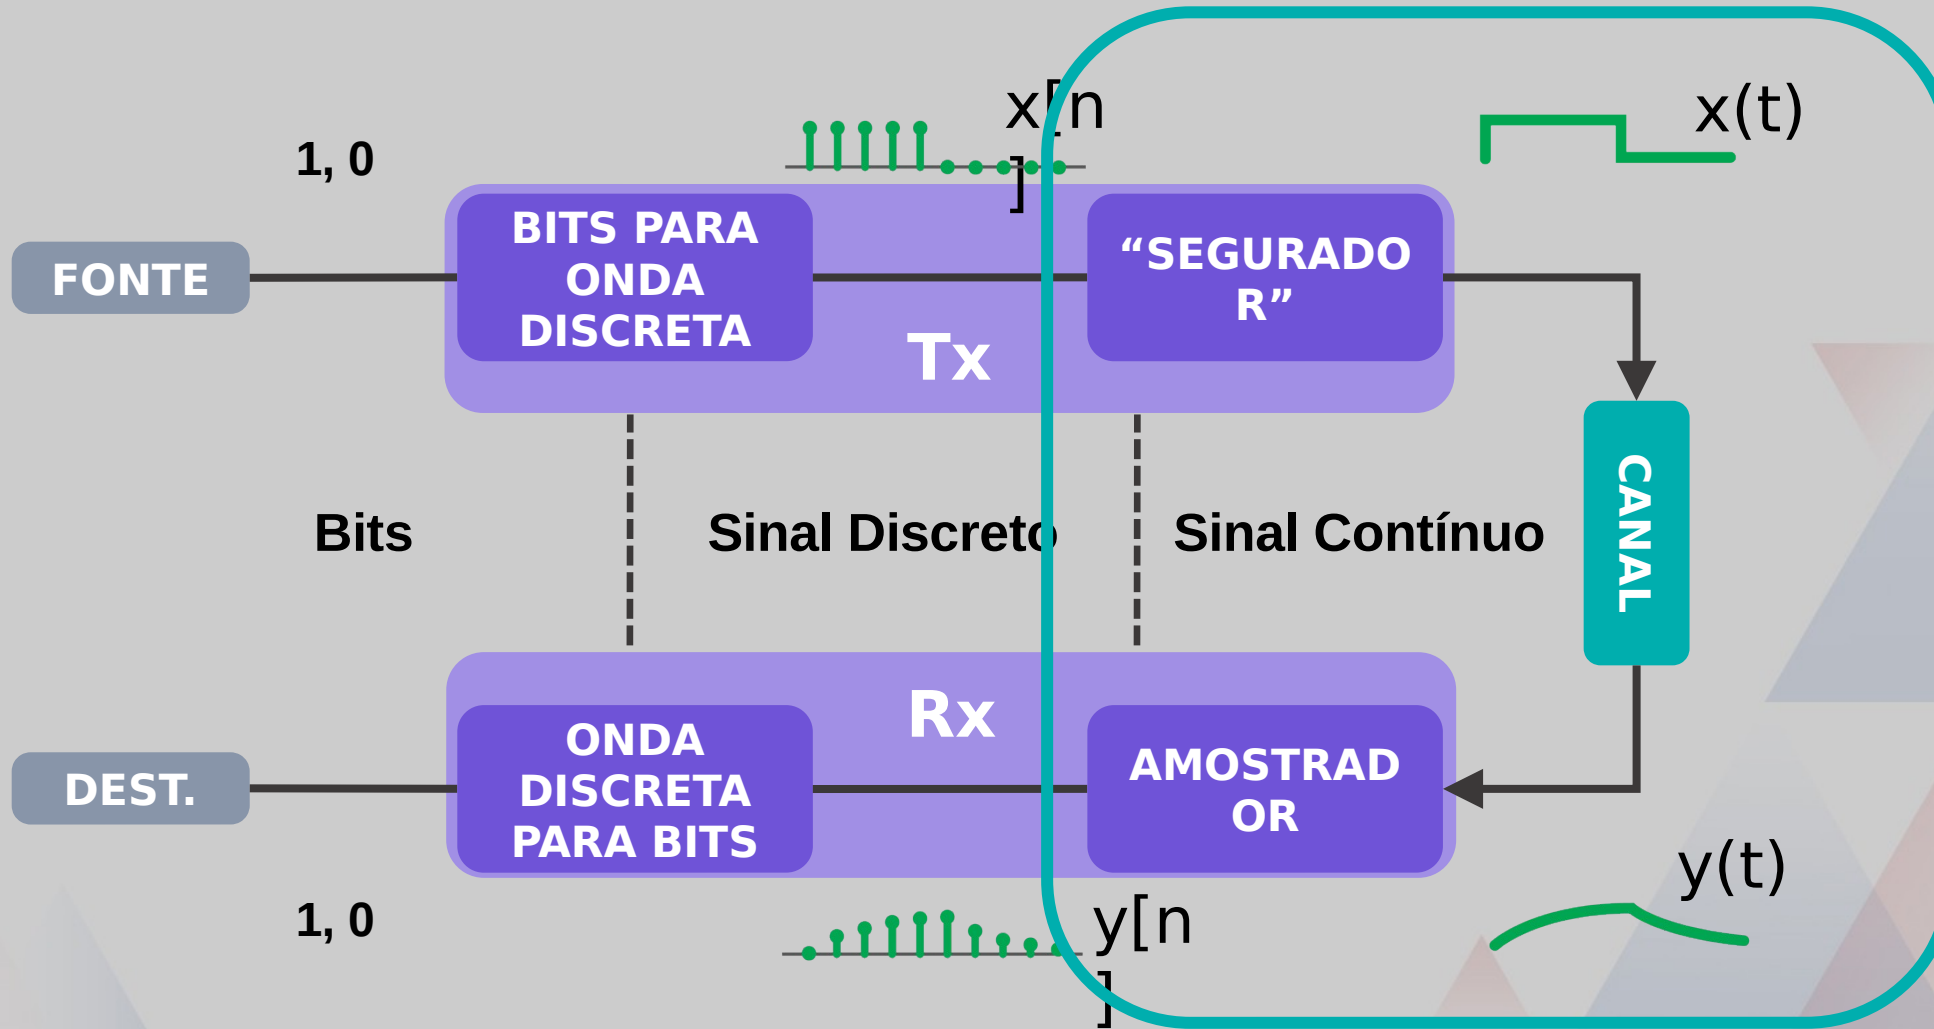 x[n
]
x(t)
1, 0
BITS PARA
ONDA
DISCRETA
“SEGURADO
R”
FONTE
Tx
CANAL
Bits
Sinal Discreto
Sinal Contínuo
Rx
ONDA
DISCRETA
PARA BITS
AMOSTRAD
OR
DEST.
y(t)
1, 0
y[n
]